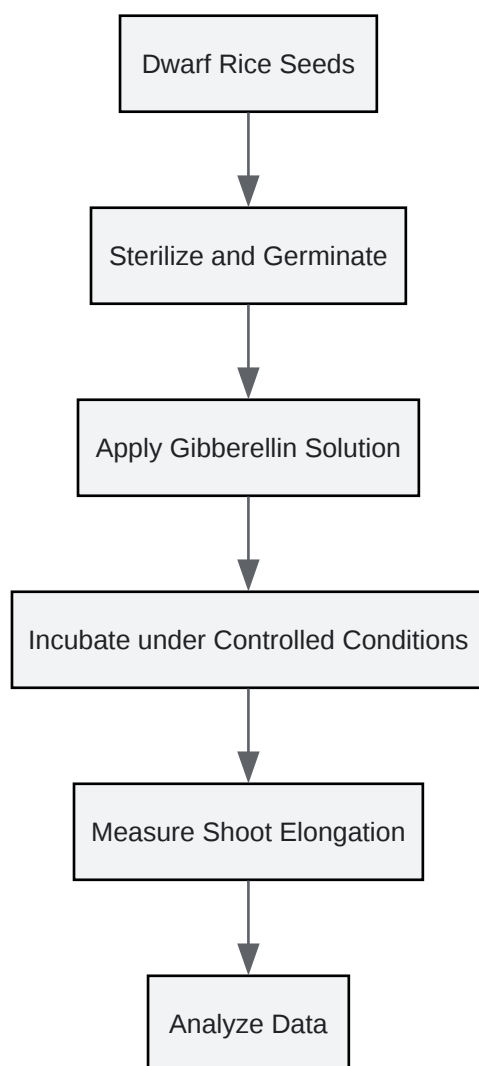 Dwarf Rice Seeds
Sterilize and Germinate
Apply Gibberellin Solution
Incubate under Controlled Conditions
Measure Shoot Elongation
Analyze Data